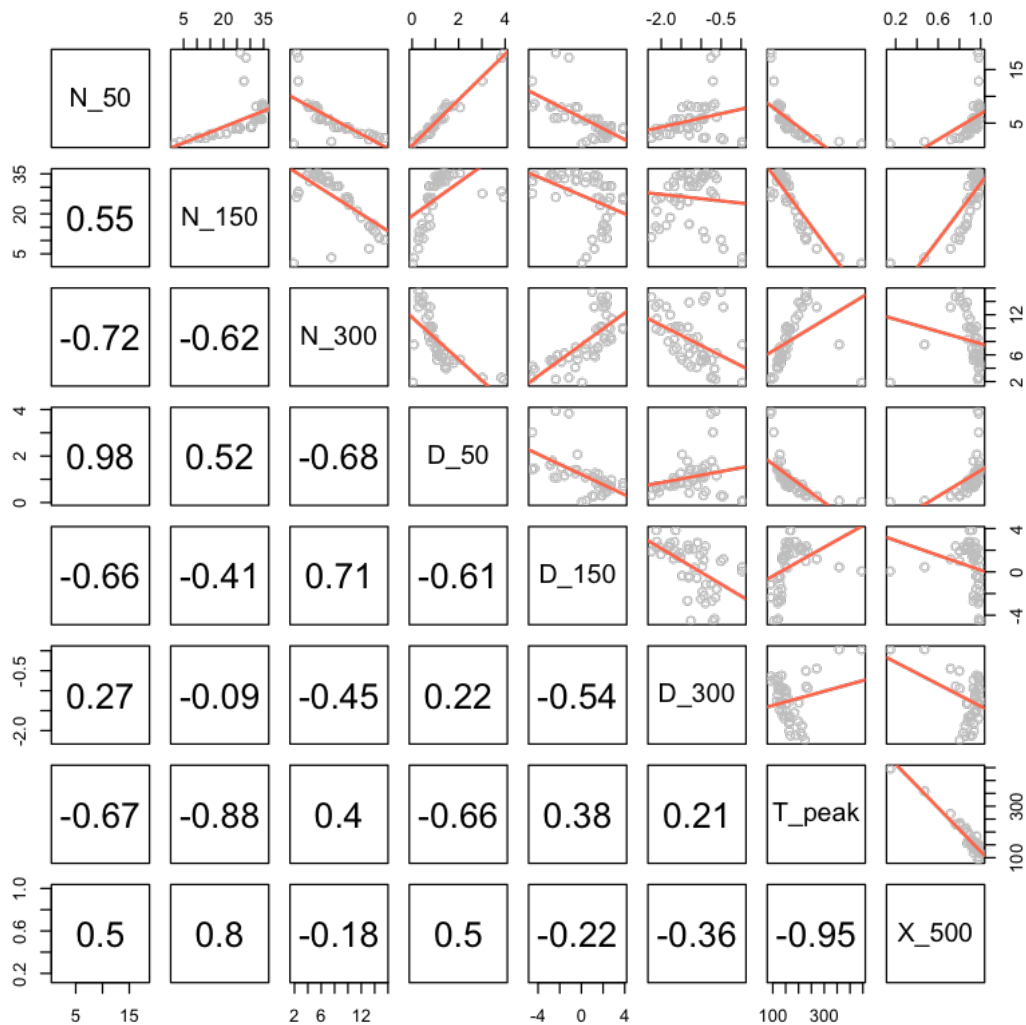 5 20 35 0 2 4 -2.0 -0.5 0.2 0.6 1.0
N_50 5 15
5 20 35 0.55 N_150
-0.72 -0.62 N_300 2 6 12
0 2 4 0.98 0.52 -0.68 D_50
-0.66 -0.41 0.71 -0.61 D_150 -4 0 4
-2.0 -0.5 0.27 -0.09 -0.45 0.22 -0.54 D_300
-0.67 -0.88 0.4 -0.66 0.38 0.21 T_peak 100 300
0.2 0.6 1.0 0.5 0.8 -0.18 0.5 -0.22 -0.36 -0.95 X_500
5 15 2 6 12 -4 0 4 100 300